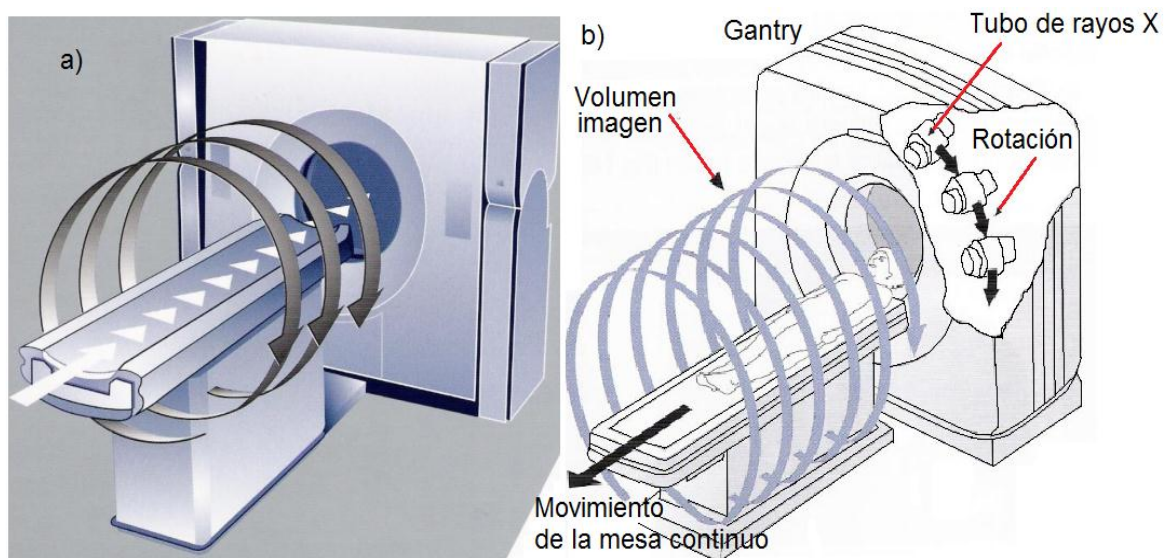 a)
b)
Gantry
Tubo de rayos X
Volumen
imagen
Rotación
Movimiento
de la mesa continuo